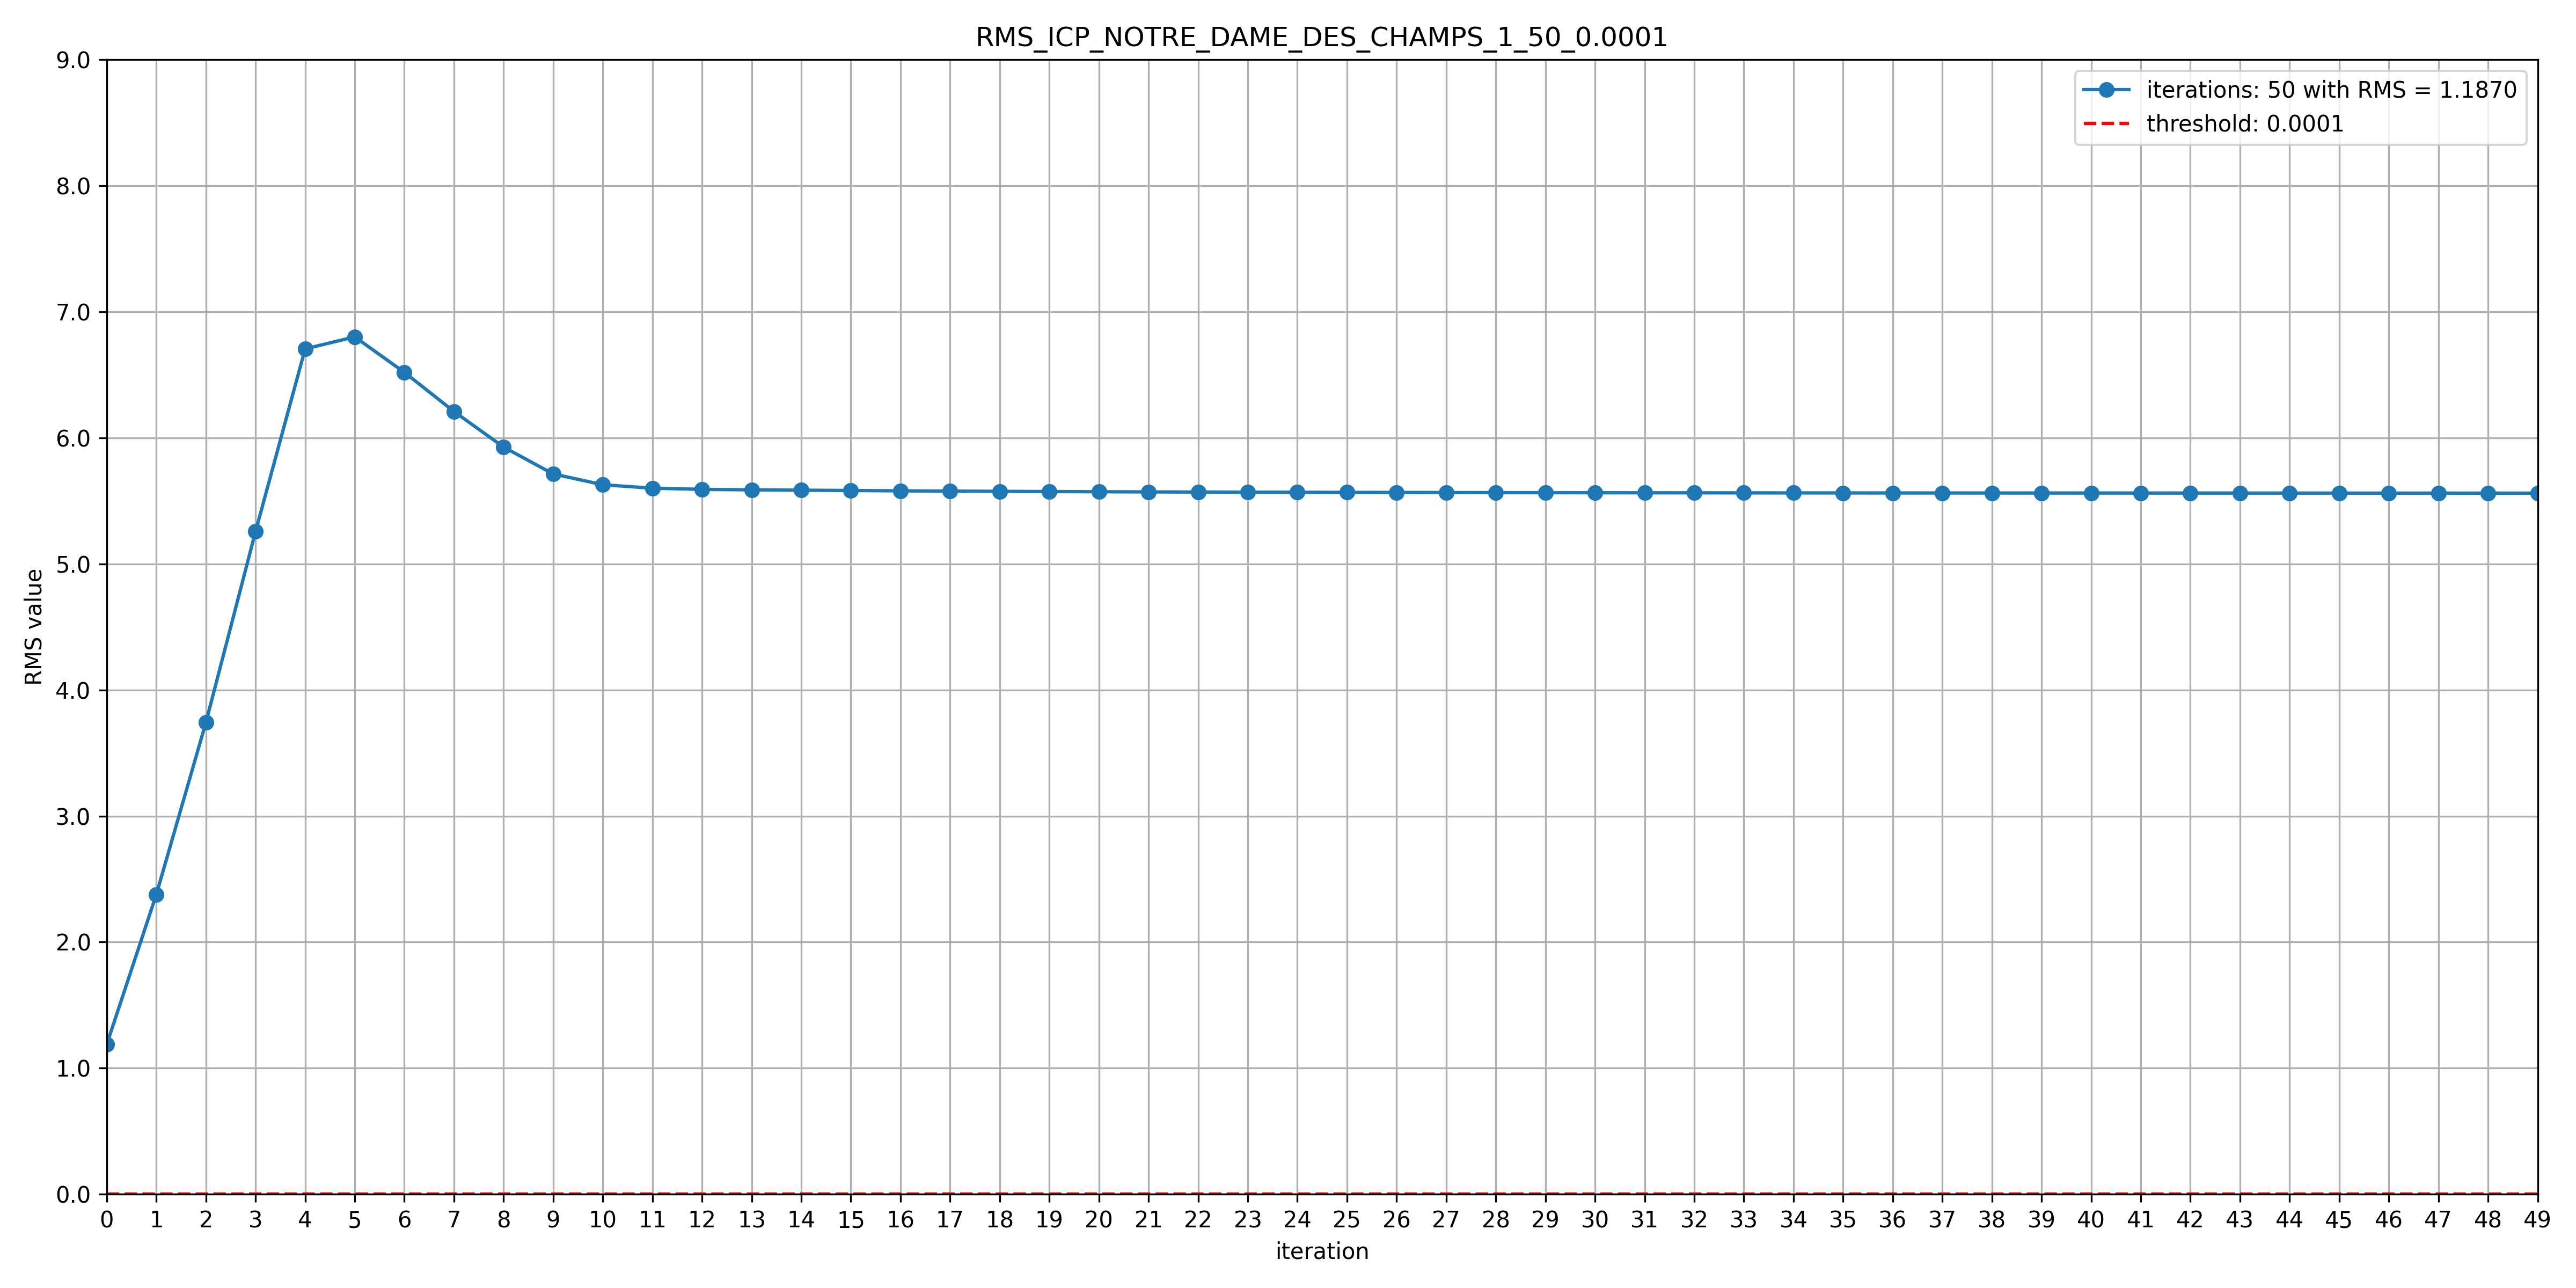 RMS_ICP_NOTRE_DAME_DES_CHAMPS_1_50_0.0001
iterations: 50 with RMS = 1.1870
threshold: 0.0001
9.0
8.0
7.0
6.0
5.0
4.0
3.0
2.0
1.0
0.0
RMS value
0 1 2 3 4 5 6 7 8 9 10 11 12 13 14 15 16 17 18 19 20 21 22 23 24 25 26 27 28 29 30 31 32 33 34 35 36 37 38 39 40 41 42 43 44 45 46 47 48 49
iteration